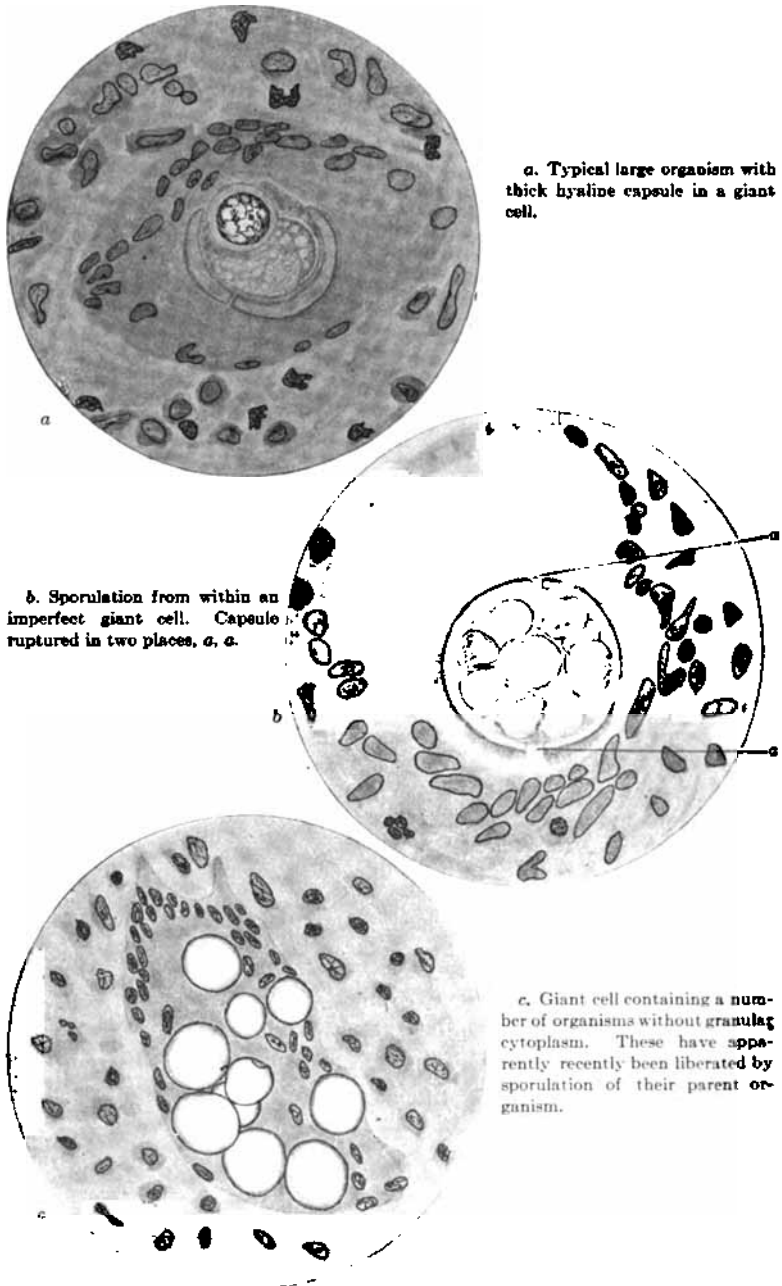 a. Typical large organism with
thick hyaline capsule in a giant
cell.
a
a
b. Sporulation from within an
imperfect giant cell. Capsule
ruptured in two places, a, a.
b
a
c. Giant cell containing a num-
ber of organisms without granular
cytoplasm. These have appa-
rently recently been liberated by
sporulation of their parent or-
ganism.
c